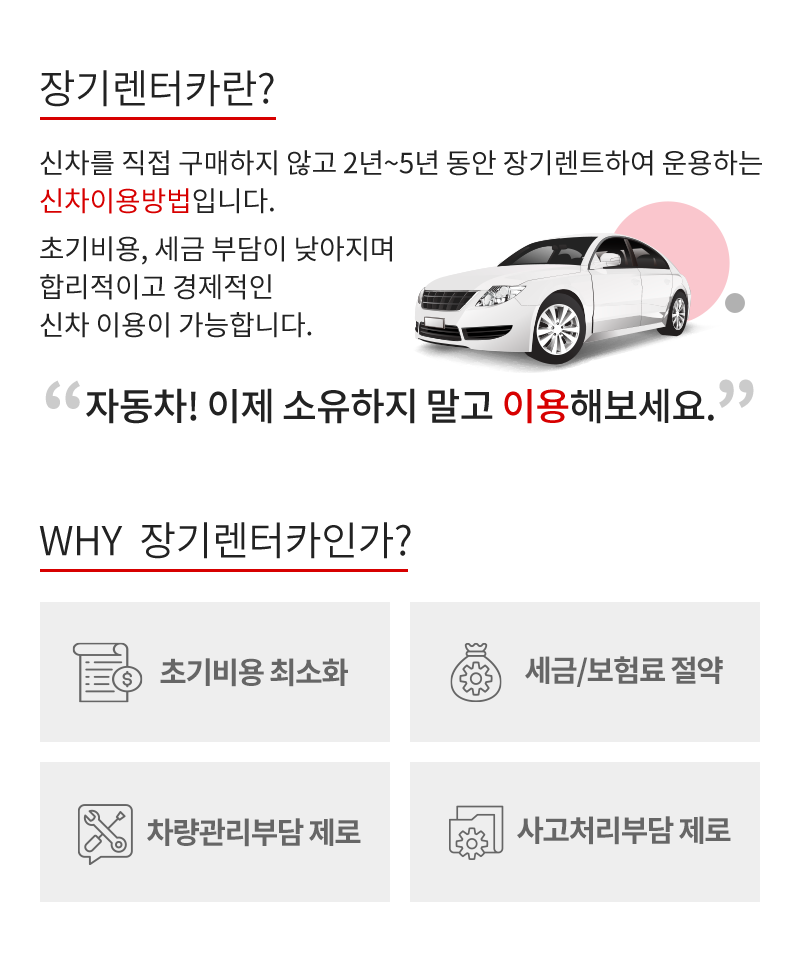 장기렌터카란?
신차를 직접 구매하지 않고 2년~5년 동안 장기렌트하여 운용하는
신차이용방법입니다.
초기비용, 세금 부담이 낮아지며
합리적이고 경제적인
신차 이용이 가능합니다.
“자동차! 이제 소유하지 말고 이용해보세요.”
WHY 장기렌터카인가?
초기비용 최소화
세금/보험료 절약
차량관리부담 제로
사고처리부담 제로